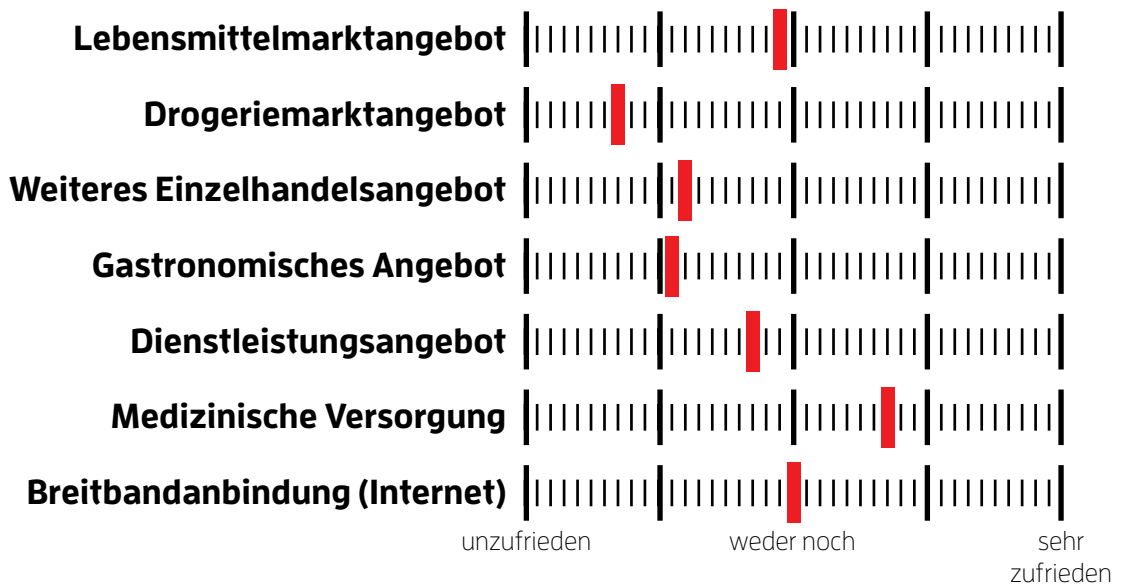 Lebensmittelmarktangebot
Drogeriemarktangebot
Weiteres Einzelhandelsangebot
Gastronomisches Angebot
Dienstleistungsangebot
Medizinische Versorgung
Breitbandanbindung (Internet)
unzufrieden weder noch sehr
zufrieden